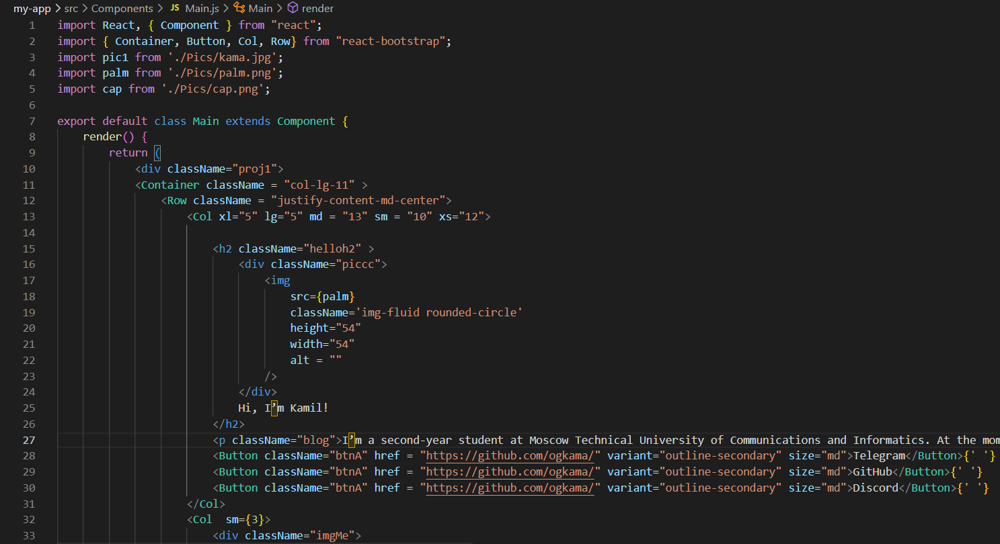 my-app > src > Components > JS Main.js > Main > render
1 import React, { Component } from "react";
2 import { Container, Button, Col, Row} from "react-bootstrap";
3 import pic1 from './Pics/kama.jpg';
4 import palm from './Pics/palm.png';
5 import cap from './Pics/cap.png';
6
7 export default class Main extends Component {
8 render() {
9 return (
10 <div className="proj1">
11 <Container className = "col-lg-11" >
12 <Row className = "justify-content-md-center">
13 <Col xl="5" lg="5" md = "13" sm = "10" xs="12">
14
15 <h2 className="helloh2" >
16 <div className="piccc">
17 <img
18 src={palm}
19 className='img-fluid rounded-circle'
20 height="54"
21 width="54"
22 alt = ""
23 />
24 </div>
25 Hi, I’m Kamil!
26 </h2>
27 <p className="blog">I’m a second-year student at Moscow Technical University of Communications and Informatics. At the mom
28 <Button className="btnA" href = "https://github.com/ogkama/" variant="outline-secondary" size="md">Telegram</Button>{' '}
29 <Button className="btnA" href = "https://github.com/ogkama/" variant="outline-secondary" size="md">GitHub</Button>{' '}
30 <Button className="btnA" href = "https://github.com/ogkama/" variant="outline-secondary" size="md">Discord</Button>{' '}
31 </Col>
32 <Col  sm={3}>
33 <div className="imgMe">